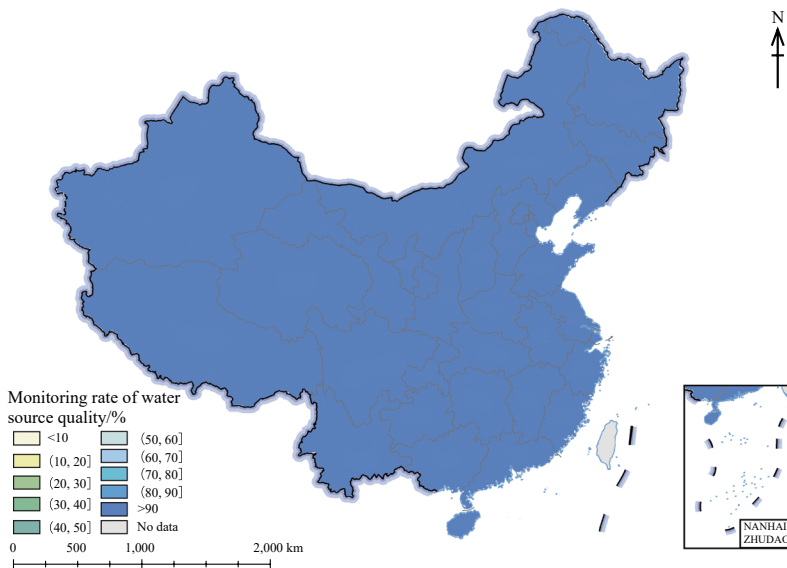 N
Monitoring rate of water
source quality/%
<10
(10, 20]
(20, 30]
(30, 40]
(40, 50]
(50, 60]
(60, 70]
(70, 80]
(80, 90]
>90
No data
0 500 1,000 2,000 km
NANHAI
ZHUDAO